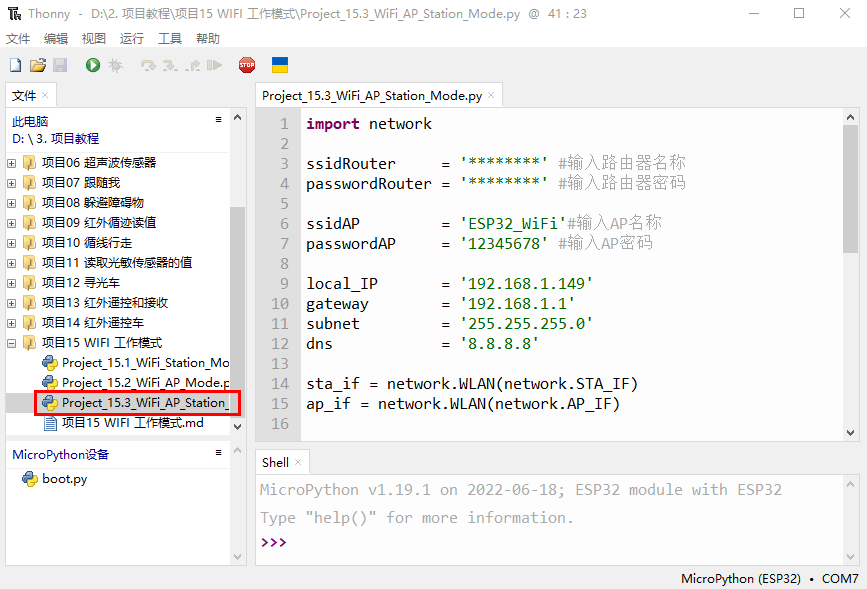 Thonny - D:\2. 项目教程\项目15 WIFI 工作模式\Project_15.3_WiFi_AP_Station_Mode.py @ 41 : 23
文件 编辑 视图 运行 工具 帮助
STOP
文件 ×
此电脑
D: \ 3. 项目教程
项目06 超声波传感器
项目07 跟随我
项目08 躲避障碍物
项目09 红外循迹读值
项目10 循线行走
项目11 读取光敏传感器的值
项目12 寻光车
项目13 红外遥控和接收
项目14 红外遥控车
项目15 WIFI 工作模式
Project_15.1_WiFi_Station_Mo
Project_15.2_WiFi_AP_Mode.p
Project_15.3_WiFi_AP_Station_
项目15 WIFI 工作模式.md
MicroPython设备
boot.py
Project_15.3_WiFi_AP_Station_Mode.py ×
1 import network
2
3 ssidRouter = '********' #输入路由器名称
4 passwordRouter = '********' #输入路由器密码
5
6 ssidAP = 'ESP32_WiFi'#输入AP名称
7 passwordAP = '12345678' #输入AP密码
8
9 local_IP = '192.168.1.149'
10 gateway = '192.168.1.1'
11 subnet = '255.255.255.0'
12 dns = '8.8.8.8'
13
14 sta_if = network.WLAN(network.STA_IF)
15 ap_if = network.WLAN(network.AP_IF)
16
Shell ×
MicroPython v1.19.1 on 2022-06-18; ESP32 module with ESP32
Type "help()" for more information.
>>>
MicroPython (ESP32) • COM7